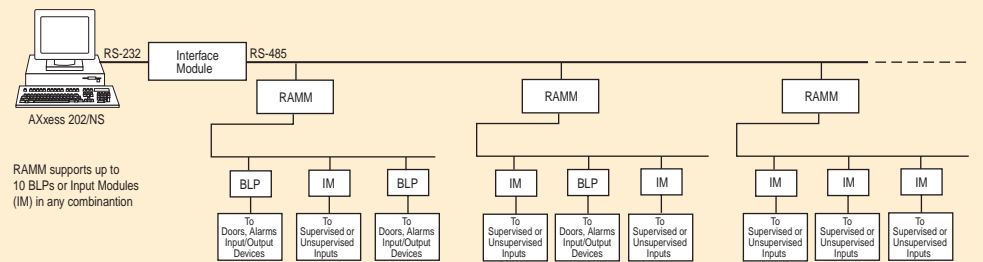 RS-232
Interface
Module
RS-485
AXxess 202/NS
RAMM
RAMM
RAMM
RAMM supports up to
10 BLPs or Input Modules
(IM) in any combinantion
BLP
IM
BLP
IM
BLP
IM
IM
IM
IM
To
Doors, Alarms
Input/Output
Devices
To
Supervised or
Unsupervised
Inputs
To
Doors, Alarms
Input/Output
Devices
To
Supervised or
Unsupervised
Inputs
To
Doors, Alarms
Input/Output
Devices
To
Supervised or
Unsupervised
Inputs
To
Supervised or
Unsupervised
Inputs
To
Supervised or
Unsupervised
Inputs
To
Supervised or
Unsupervised
Inputs